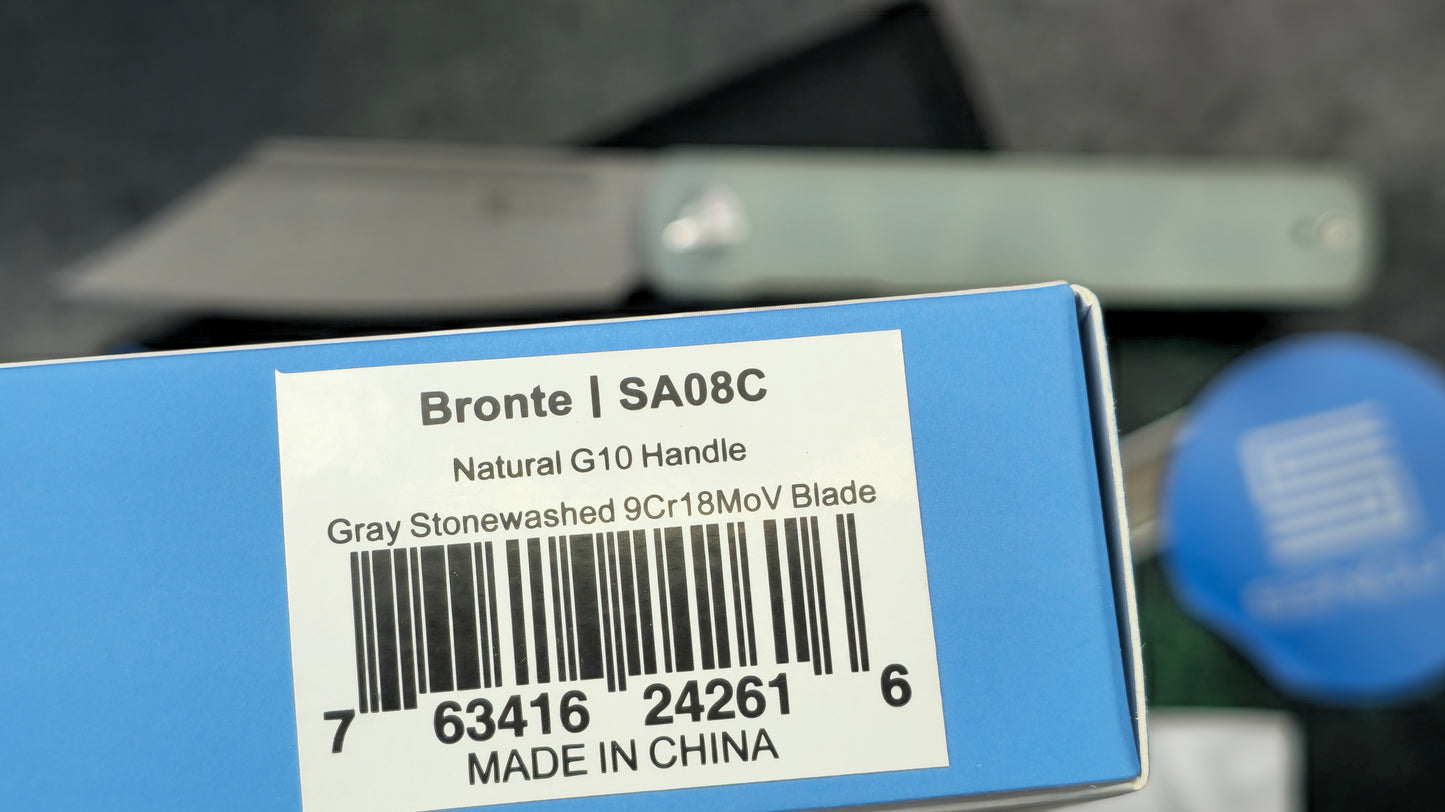 Bronte | SA08C
Natural G10 Handle
Gray Stonewashed 9Cr18MoV Blade
7 63416 24261 6
MADE IN CHINA